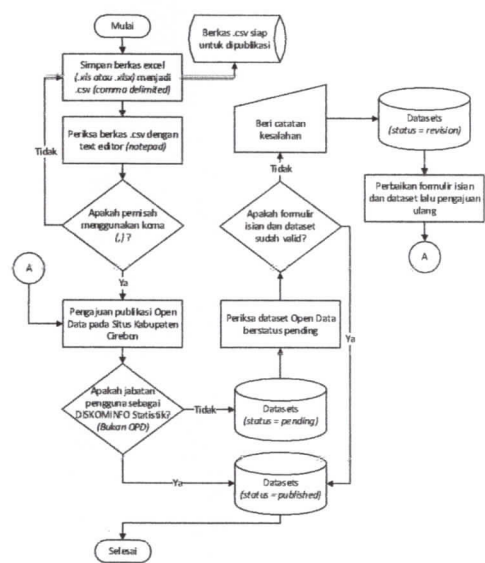 Mulai
Simpan berkas excel
(.xls atau .xlsx) menjadi
.csv (comma delimited)
Berkas .csv siap
untuk dipublikasi
Periksa berkas .csv dengan
text editor (notepad)
Tidak
Apakah pemisah
menggunakan koma
(,) ?
Ya
A
Pengajuan publikasi Open
Data pada Situs Kabupaten
Cirebon
Apakah jabatan
pengguna sebagai
DISKOMINFO Statistik?
(Bukan OPD)
Tidak
Ya
Datasets
(status = pending)
Periksa dataset Open Data
berstatus pending
Apakah formulir
isian dan dataset
sudah valid?
Tidak
Ya
Beri catatan
kesalahan
Datasets
(status = revision)
Perbaikan formulir isian
dan dataset lalu pengajuan
ulang
A
Datasets
(status = published)
Selesai